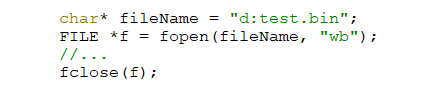 char* fileName = "d:test.bin";
FILE *f = fopen(fileName, "wb");
//...
fclose(f);